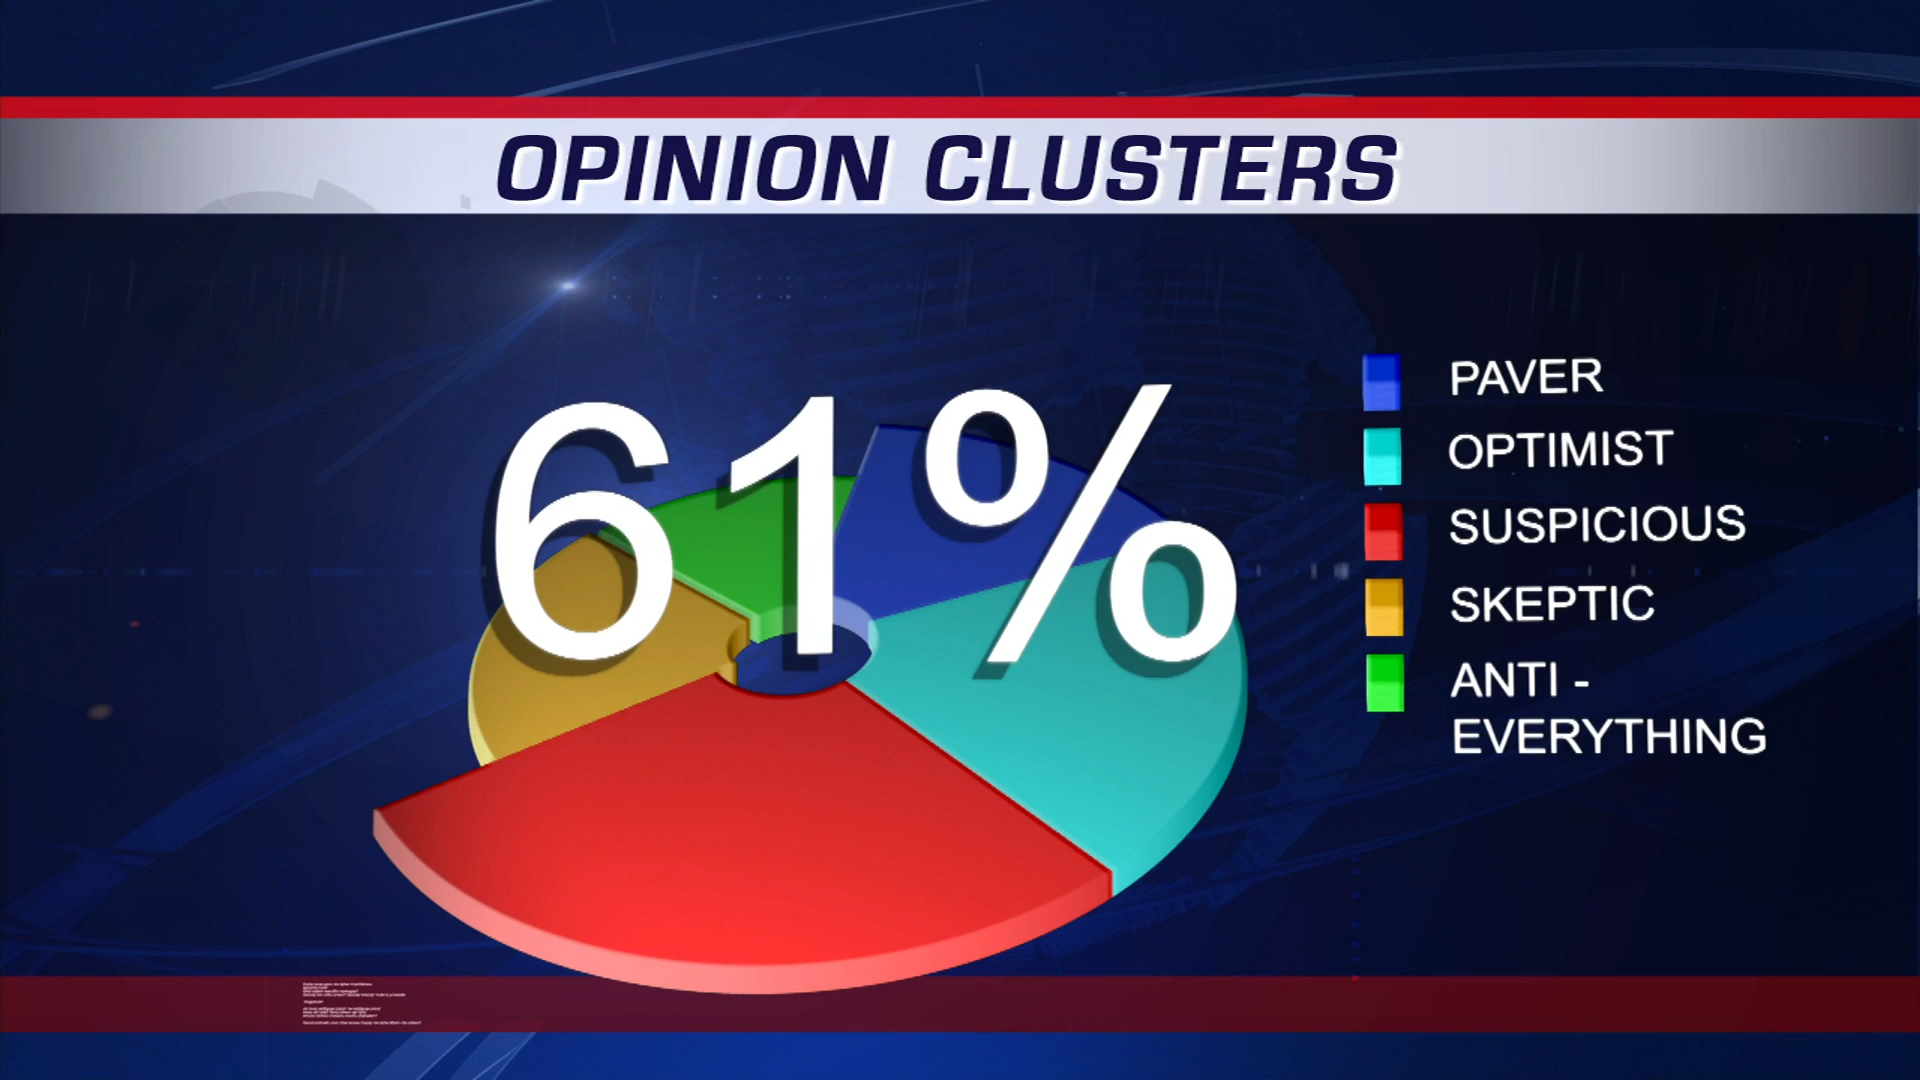 OPINION CLUSTERS
61%
PAVER
OPTIMIST
SUSPICIOUS
SKEPTIC
ANTI -
EVERYTHING